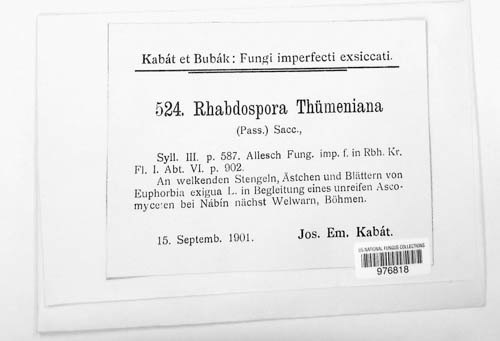 Kabát et Bubák: Fungi imperfecti exsiccati.
524. Rhabdospora Thümeniana
(Pass.) Sacc.,
Syll. III. p. 587. Allesch Fung. imp. f. in Rbh. Kr.
Fl. I. Abt. VI. p. 902.
An welkenden Stengeln, Ästchen und Blättern von
Euphorbia exigua L. in Begleitung eines unreifen Asco-
myceten bei Nábin nächst Welwarn, Böhmen.
15. Septemb. 1901. Jos. Em. Kabát.
US NATIONAL FUNGUS COLLECTIONS
976818